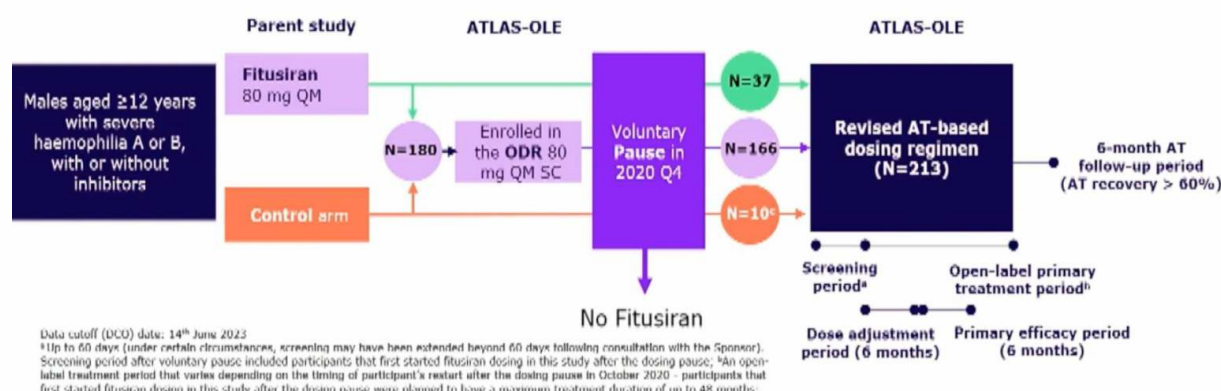 Parent study
ATLAS-OLE
ATLAS-OLE
Males aged ≥12 years
with severe
haemophilia A or B,
with or without
inhibitors
Fitusiran
80 mg QM
Control arm
N=180
Enrolled in
the ODR 80
mg QM SC
Voluntary
Pause in
2020 Q4
No Fitusiran
N=37
N=166
N=10ᶜ
Revised AT-based
dosing regimen
(N=213)
6-month AT
follow-up period
(AT recovery > 60%)
Screening
periodᵃ
Open-label primary
treatment periodᵇ
Dose adjustment
period (6 months)
Primary efficacy period
(6 months)
Data cutoff (DCO) date: 14ᵗʰ June 2023
ᵃUp to 60 days (under certain circumstances, screening may have been extended beyond 60 days following consultation with the Sponsor).
Screening period after voluntary pause included participants that first started fitusiran dosing in this study after the dosing pause; ᵇAn open-
label treatment period that varies depending on the timing of participant's restart after the dosing pause in October 2020 - participants that
first started fitusiran dosing in this study after the dosing pause were planned to have a maximum treatment duration of up to 48 months;